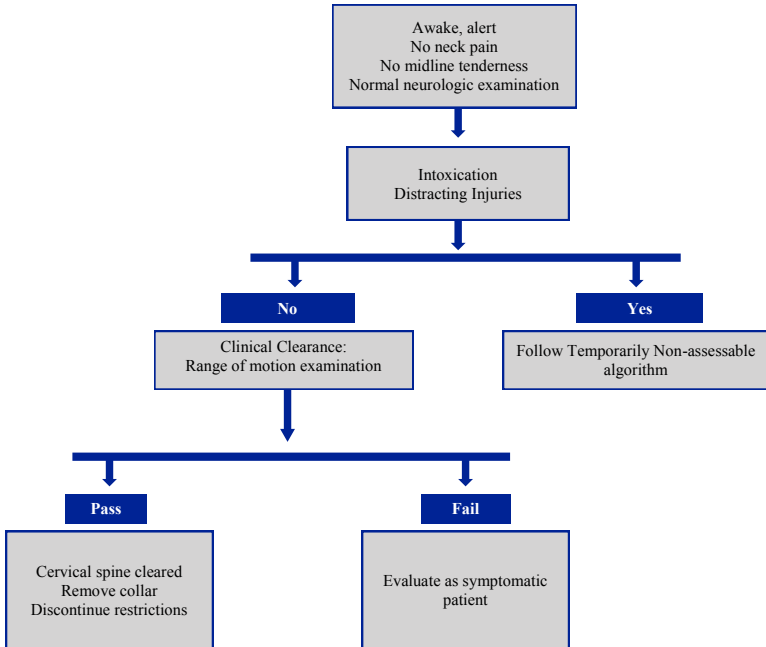 Awake, alert
No neck pain
No midline tenderness
Normal neurologic examination
Intoxication
Distracting Injuries
No
Yes
Clinical Clearance:
Range of motion examination
Follow Temporarily Non-assessable
algorithm
Pass
Fail
Cervical spine cleared
Remove collar
Discontinue restrictions
Evaluate as symptomatic
patient